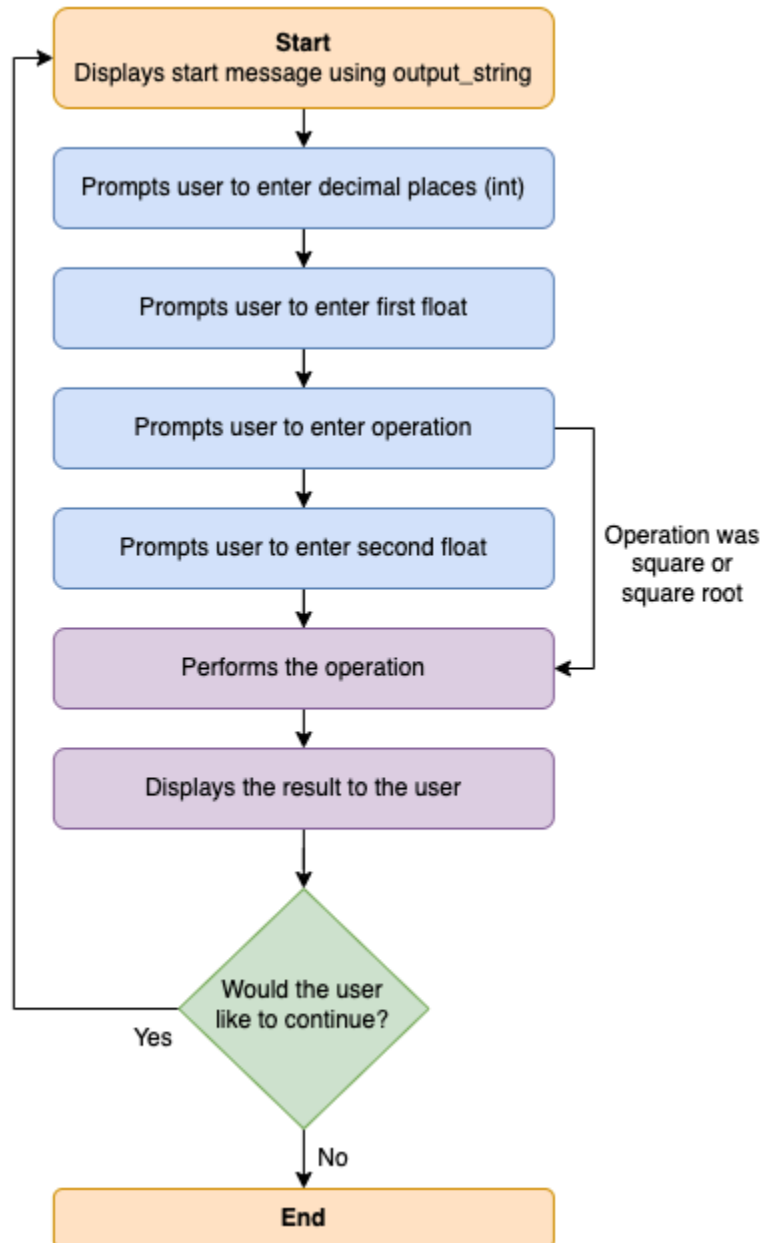 Start
Displays start message using output_string
Prompts user to enter decimal places (int)
Prompts user to enter first float
Prompts user to enter operation
Prompts user to enter second float
Operation was
square or
square root
Performs the operation
Displays the result to the user
Would the user
like to continue?
Yes
No
End